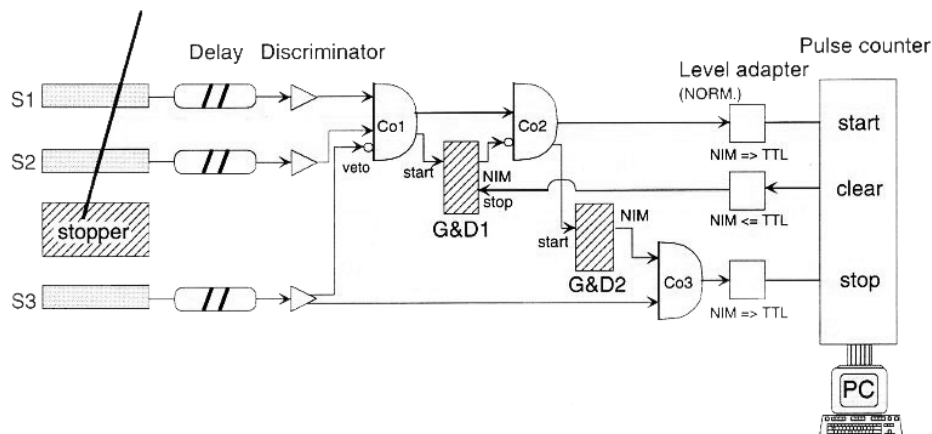 Delay
Discriminator
Pulse counter
Level adapter
(NORM.)
S1
Co1
Co2
start
NIM => TTL
S2
veto
start
NIM
stop
clear
NIM <= TTL
stopper
G&D1
start
NIM
G&D2
S3
Co3
stop
NIM => TTL
PC